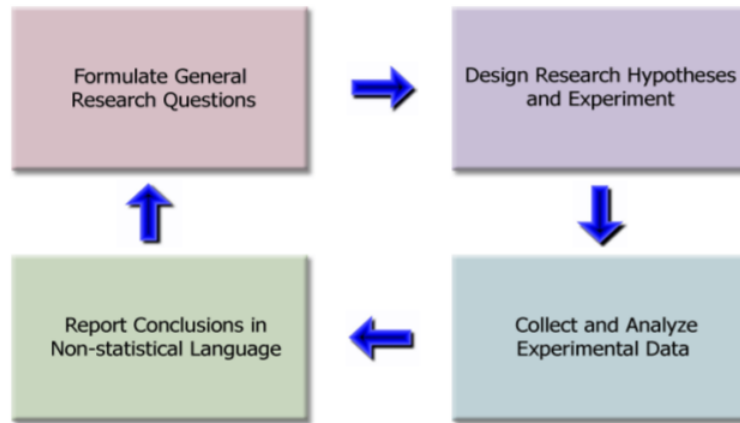 Formulate General
Research Questions
Design Research Hypotheses
and Experiment
Report Conclusions in
Non-statistical Language
Collect and Analyze
Experimental Data